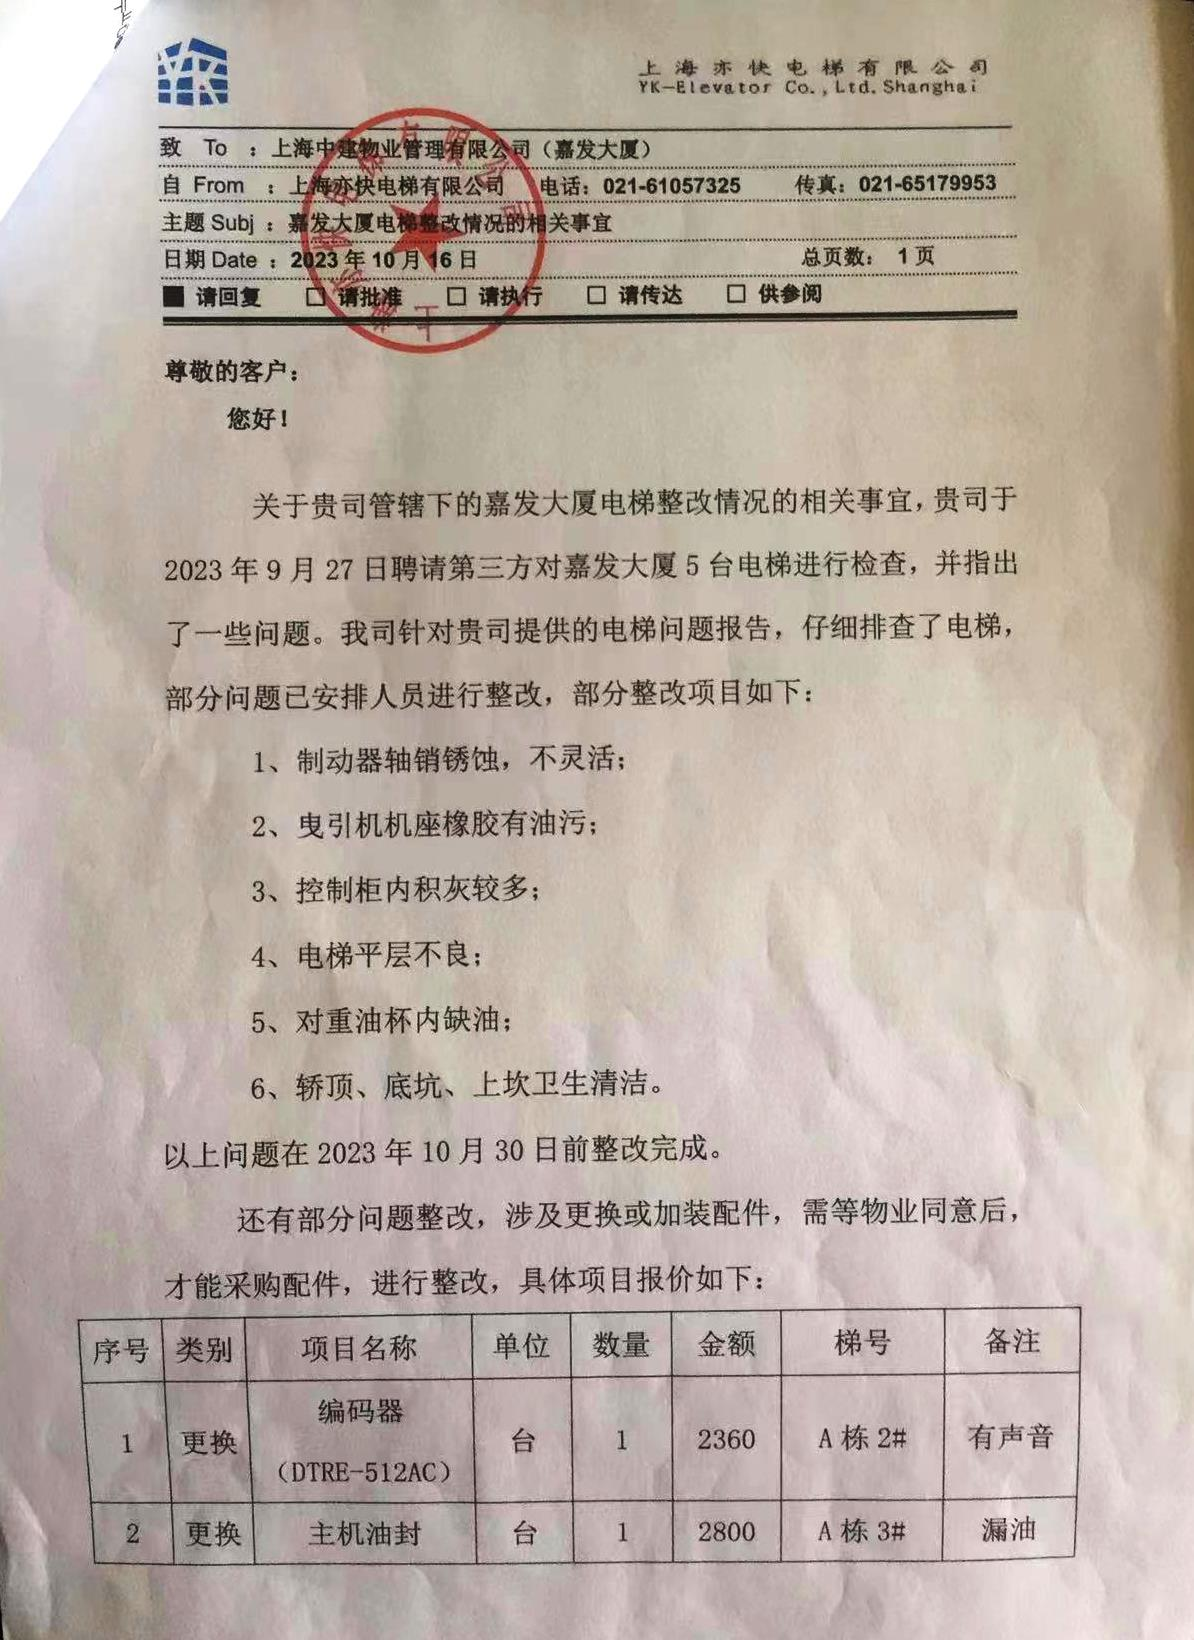 YK
上海亦快电梯有限公司
YK-Elevator Co.,Ltd.Shanghai
致 To ：上海中建物业管理有限公司（嘉发大厦）
自 From ：上海亦快电梯有限公司 电话：021-61057325 传真：021-65179953
主题 Subj ：嘉发大厦电梯整改情况的相关事宜
日期 Date ：2023 年 10 月 16 日 总页数： 1 页
■ 请回复 □ 请批准 □ 请执行 □ 请传达 □ 供参阅
上海亦快电梯有限公司
尊敬的客户：
您好！
关于贵司管辖下的嘉发大厦电梯整改情况的相关事宜，贵司于
2023 年 9 月 27 日聘请第三方对嘉发大厦 5 台电梯进行检查，并指出
了一些问题。我司针对贵司提供的电梯问题报告，仔细排查了电梯，
部分问题已安排人员进行整改，部分整改项目如下：
1、制动器轴销锈蚀，不灵活；
2、曳引机机座橡胶有油污；
3、控制柜内积灰较多；
4、电梯平层不良；
5、对重油杯内缺油；
6、轿顶、底坑、上坎卫生清洁。
以上问题在 2023 年 10 月 30 日前整改完成。
还有部分问题整改，涉及更换或加装配件，需等物业同意后，
才能采购配件，进行整改，具体项目报价如下：
序号 类别 项目名称 单位 数量 金额 梯号 备注
1 更换 编码器（DTRE-512AC） 台 1 2360 A 栋 2# 有声音
2 更换 主机油封 台 1 2800 A 栋 3# 漏油